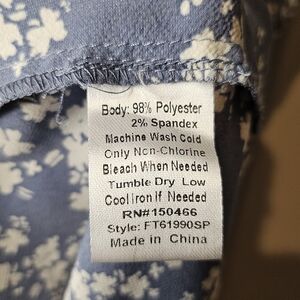 Body: 98% Polyester
2% Spandex
Machine Wash Cold
Only Non-Chlorine
Bleach When Needed
Tumble Dry Low
Cool iron If Needed
RN#150466
Style: FT61990SP
Made in China